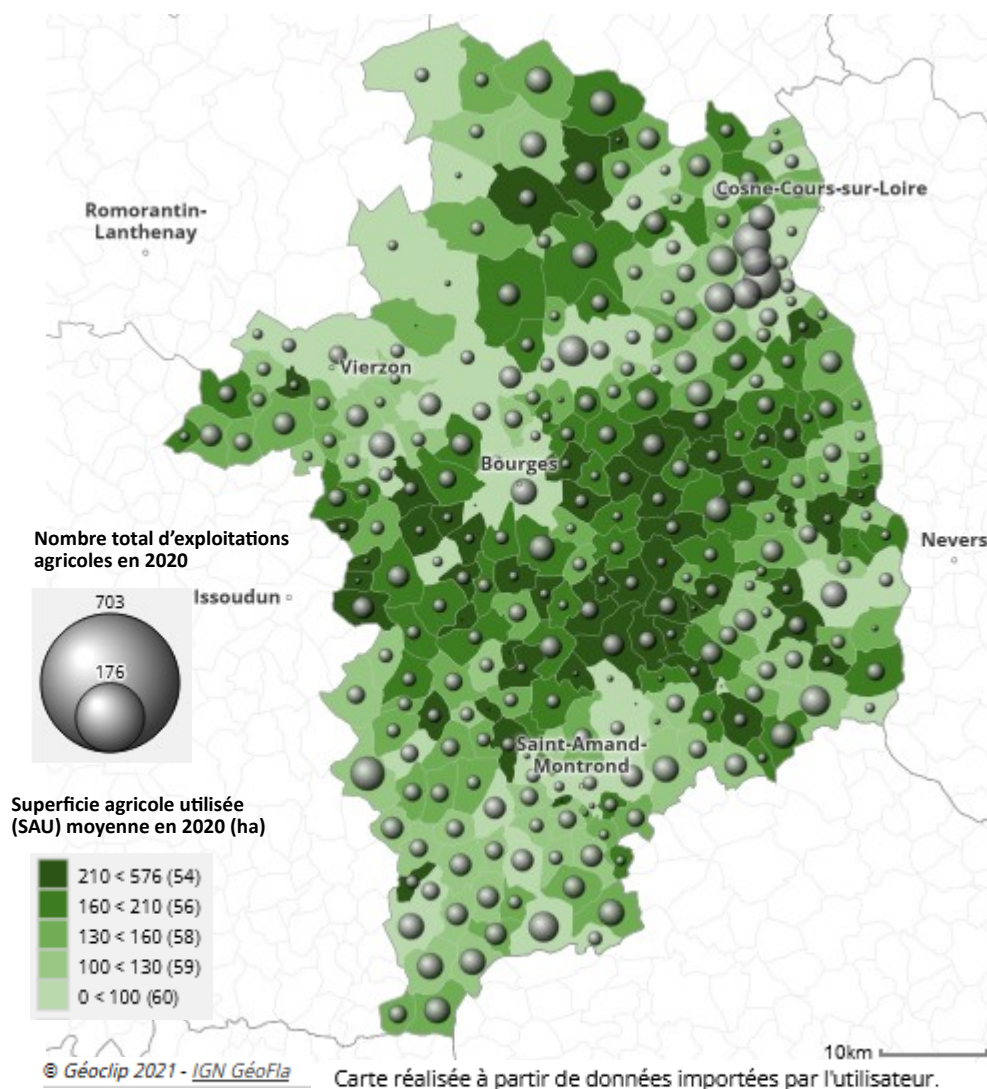 Cosne-Cours-sur-Loire
Romorantin-
Lanthenay
Vierzon
Bourges
Nombre total d’exploitations
agricoles en 2020
703
176
Nevers
Issoudun
Saint-Amand-
Montrond
Superficie agricole utilisée
(SAU) moyenne en 2020 (ha)
210 < 576 (54)
160 < 210 (56)
130 < 160 (58)
100 < 130 (59)
0 < 100 (60)
10km
© Géoclip 2021 - IGN GéoFla
Carte réalisée à partir de données importées par l'utilisateur